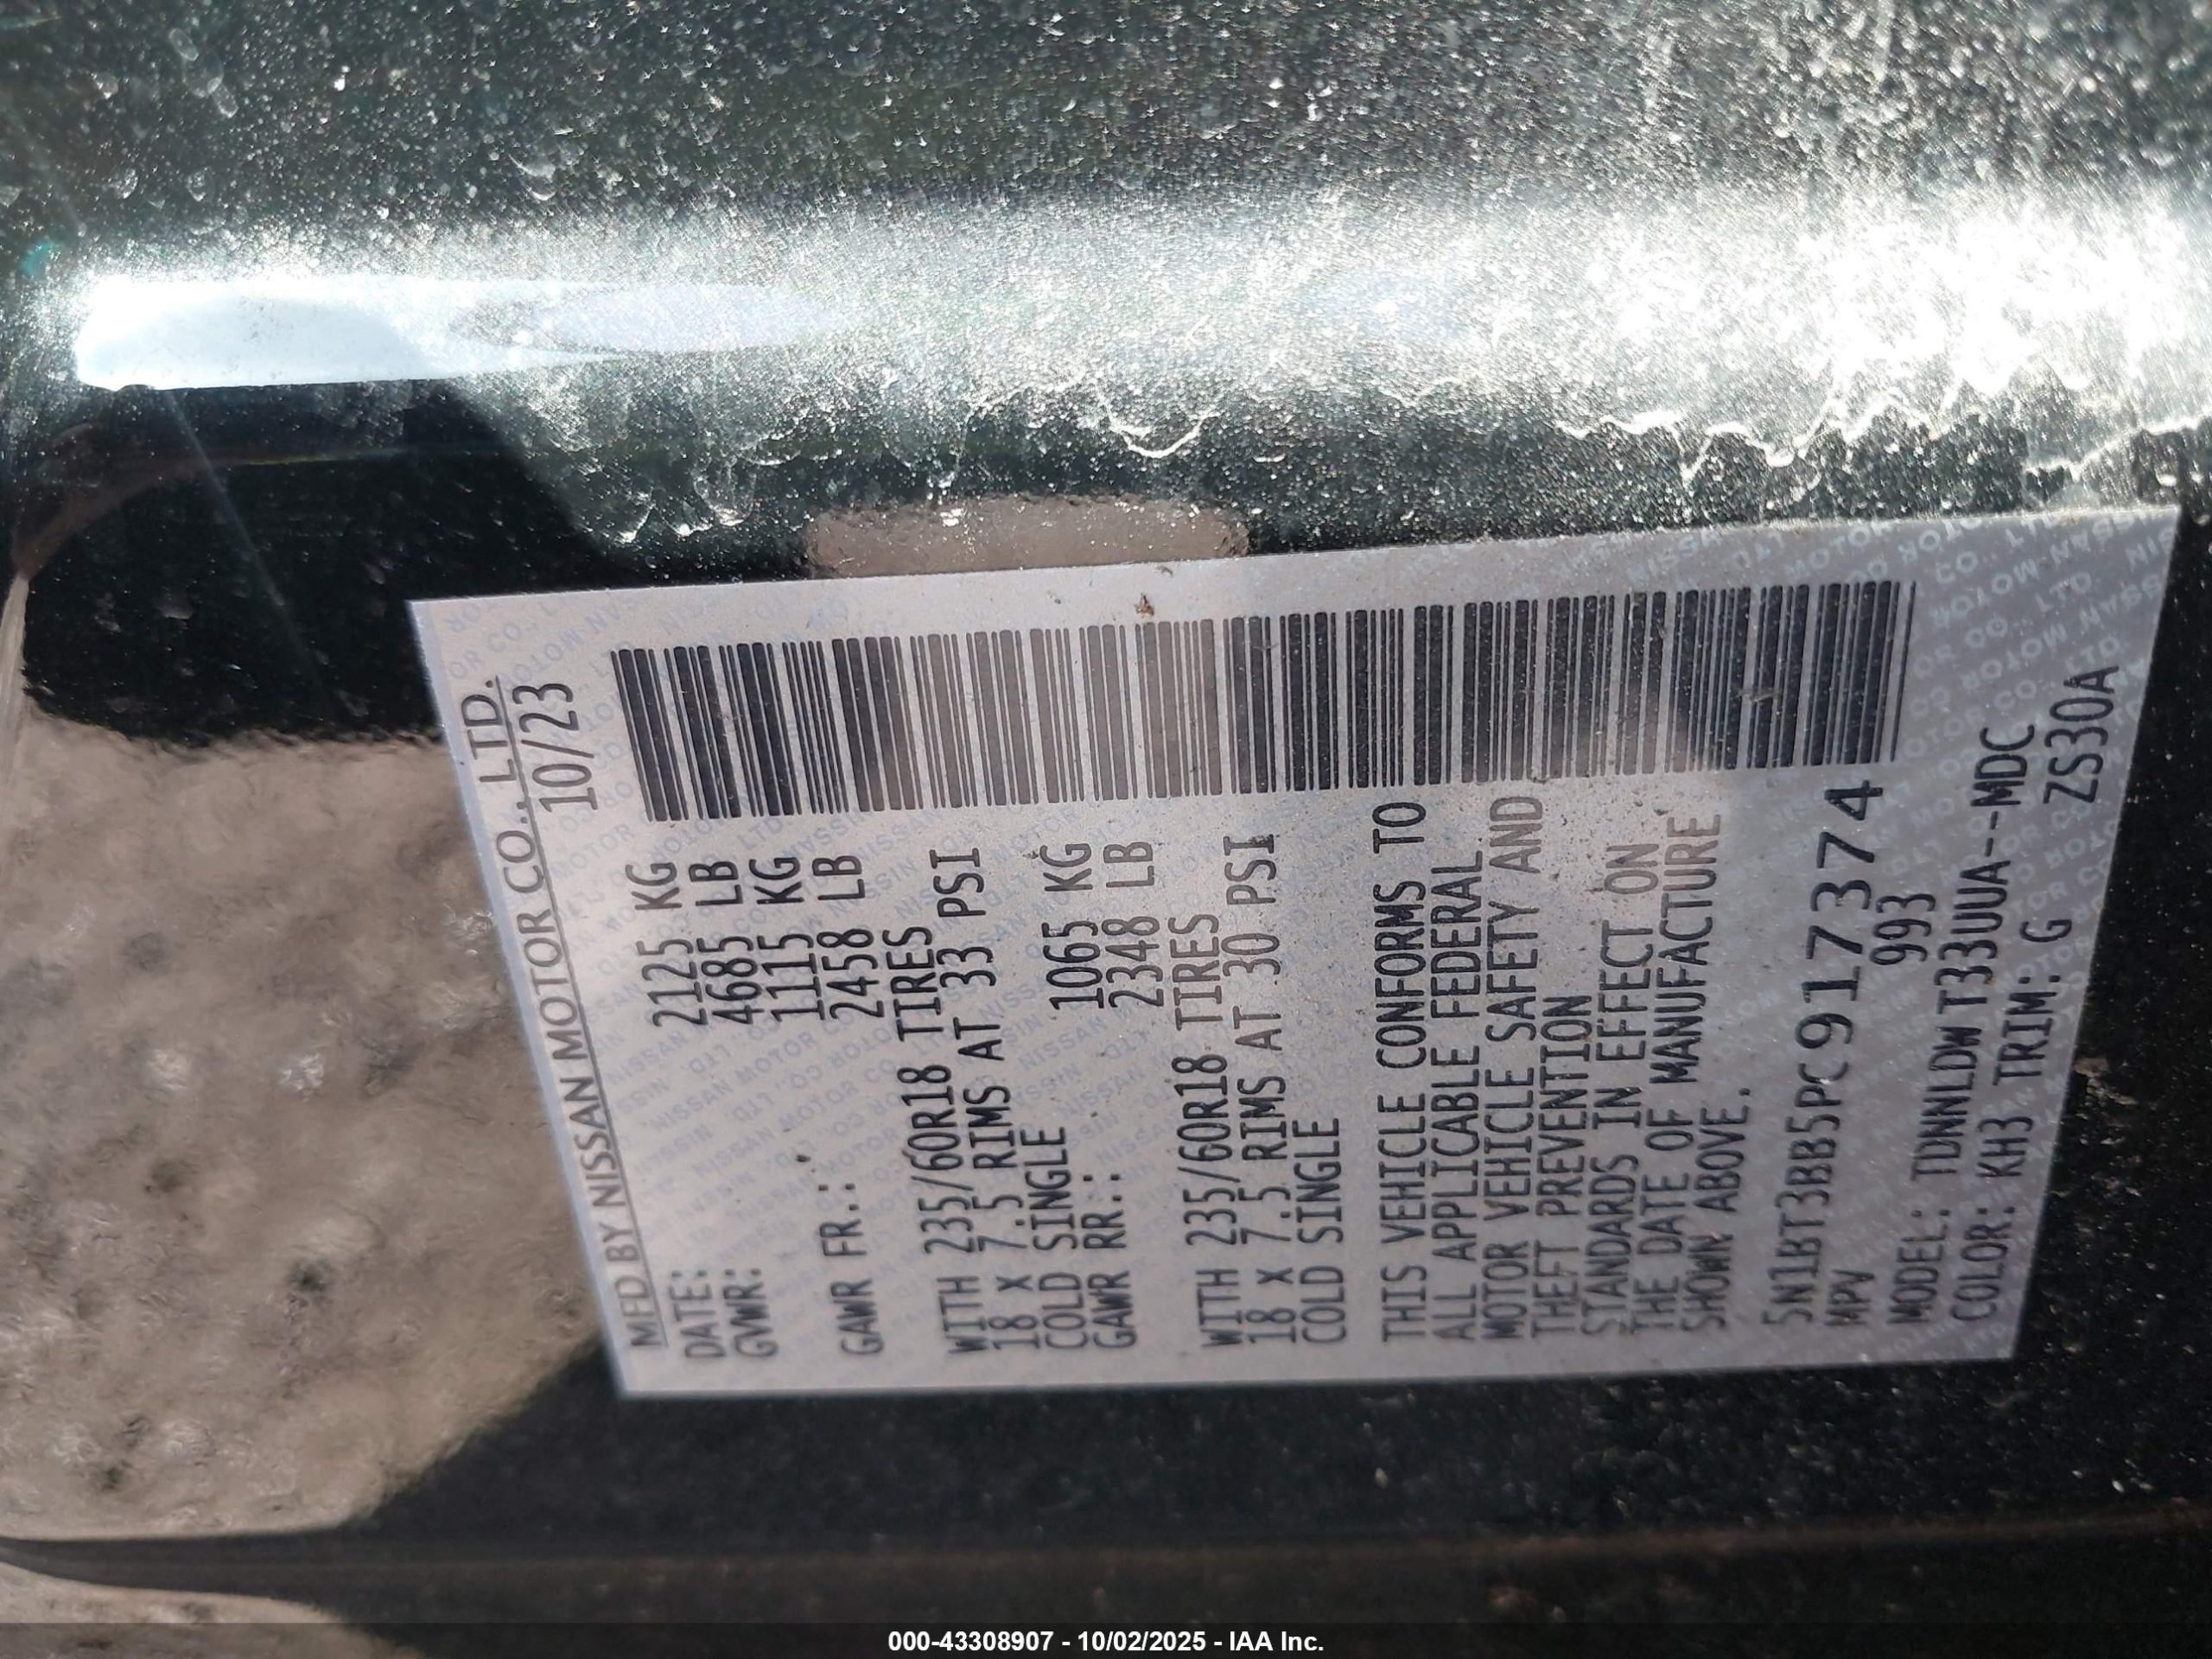 MFD BY NISSAN MOTOR CO., LTD.
DATE: 10/23
GVWR: 2125 KG
4685 LB
GAWR FR.: 1115 KG
2458 LB
WITH 235/60R18 TIRES
18 X 7.5 RIMS AT 33 PSI
COLD SINGLE
GAWR RR.: 1065 KG
2348 LB
WITH 235/60R18 TIRES
18 X 7.5 RIMS AT 30 PSI
COLD SINGLE
THIS VEHICLE CONFORMS TO
ALL APPLICABLE FEDERAL
MOTOR VEHICLE SAFETY AND
THEFT PREVENTION
STANDARDS IN EFFECT ON
THE DATE OF MANUFACTURE
SHOWN ABOVE.
5N1BT3BB5PC917374
MPV 993
MODEL: TDNNLDWT33UUA--MDC
COLOR: KH3 TRIM: G ZS30A
000-43308907 - 10/02/2025 - IAA Inc.